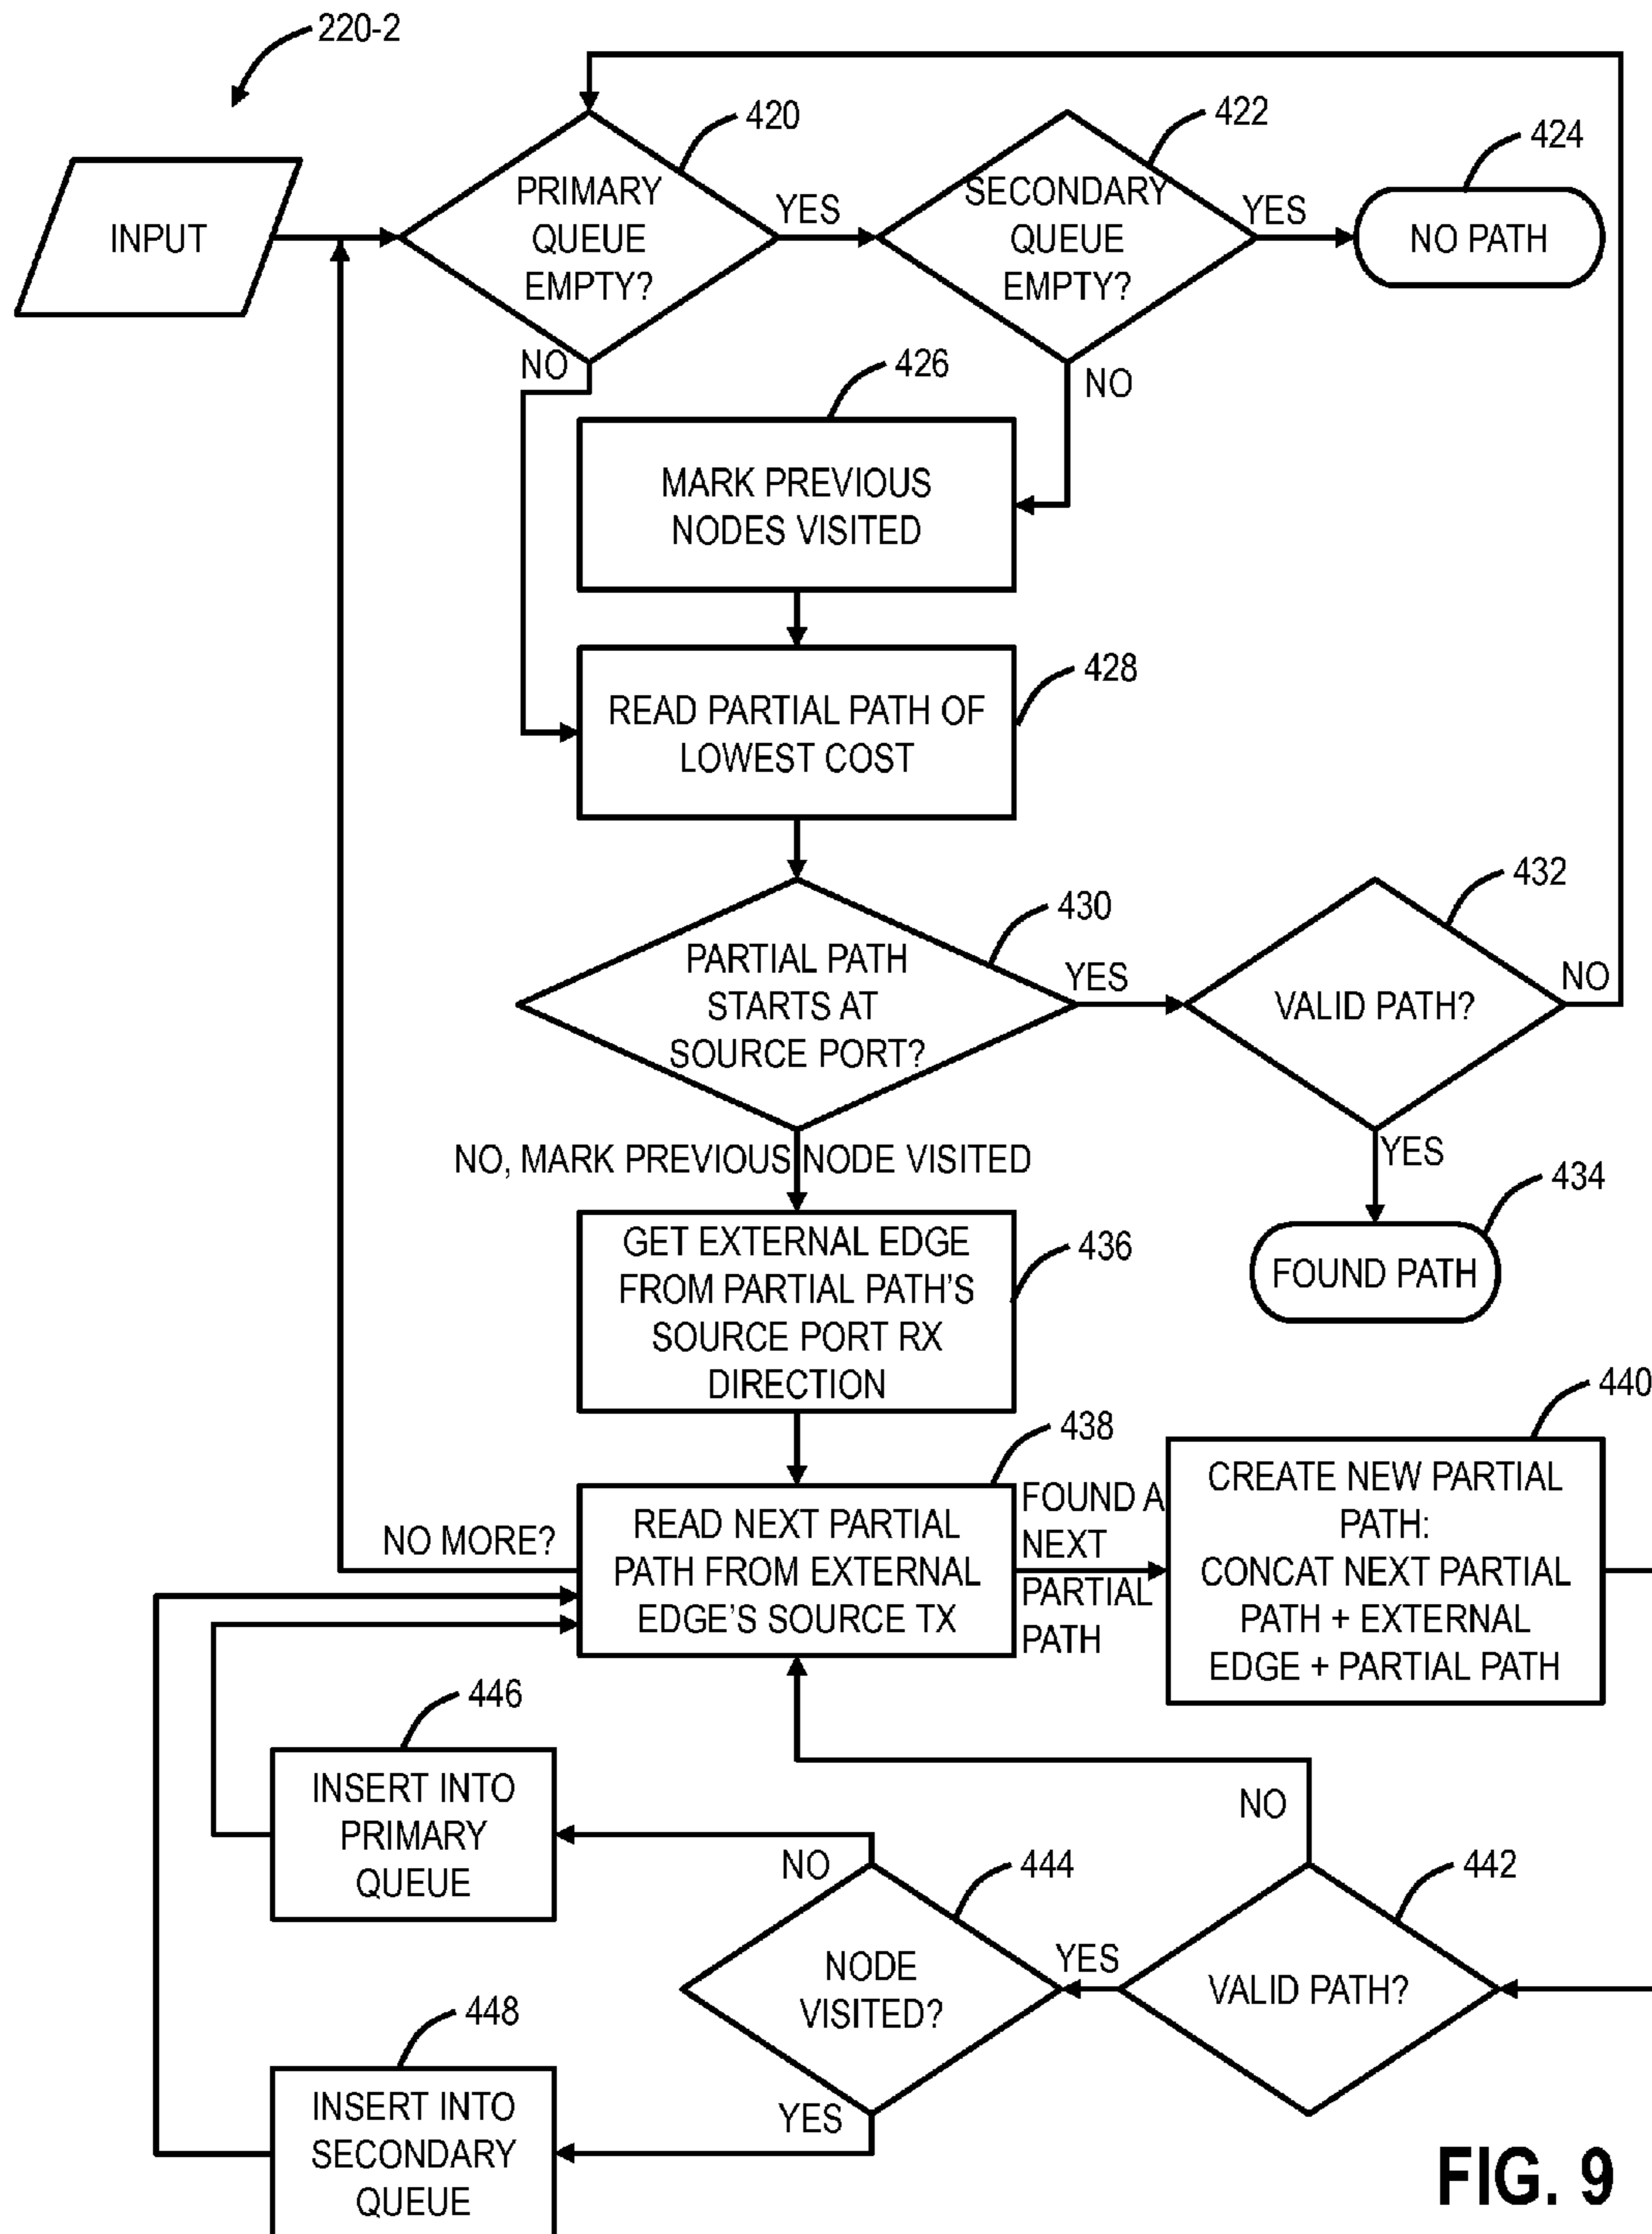 220-2
INPUT
420
PRIMARY
QUEUE
EMPTY?
YES
422
SECONDARY
QUEUE
EMPTY?
YES
424
NO PATH
NO
NO
426
MARK PREVIOUS
NODES VISITED
428
READ PARTIAL PATH OF
LOWEST COST
430
PARTIAL PATH
STARTS AT
SOURCE PORT?
YES
432
VALID PATH?
NO
NO, MARK PREVIOUS NODE VISITED
YES
434
FOUND PATH
436
GET EXTERNAL EDGE
FROM PARTIAL PATH'S
SOURCE PORT RX
DIRECTION
438
READ NEXT PARTIAL
PATH FROM EXTERNAL
EDGE'S SOURCE TX
NO MORE?
FOUND A
NEXT
PARTIAL
PATH
440
CREATE NEW PARTIAL
PATH:
CONCAT NEXT PARTIAL
PATH + EXTERNAL
EDGE + PARTIAL PATH
446
INSERT INTO
PRIMARY
QUEUE
NO
444
NODE
VISITED?
YES
NO
442
VALID PATH?
YES
448
INSERT INTO
SECONDARY
QUEUE
FIG. 9